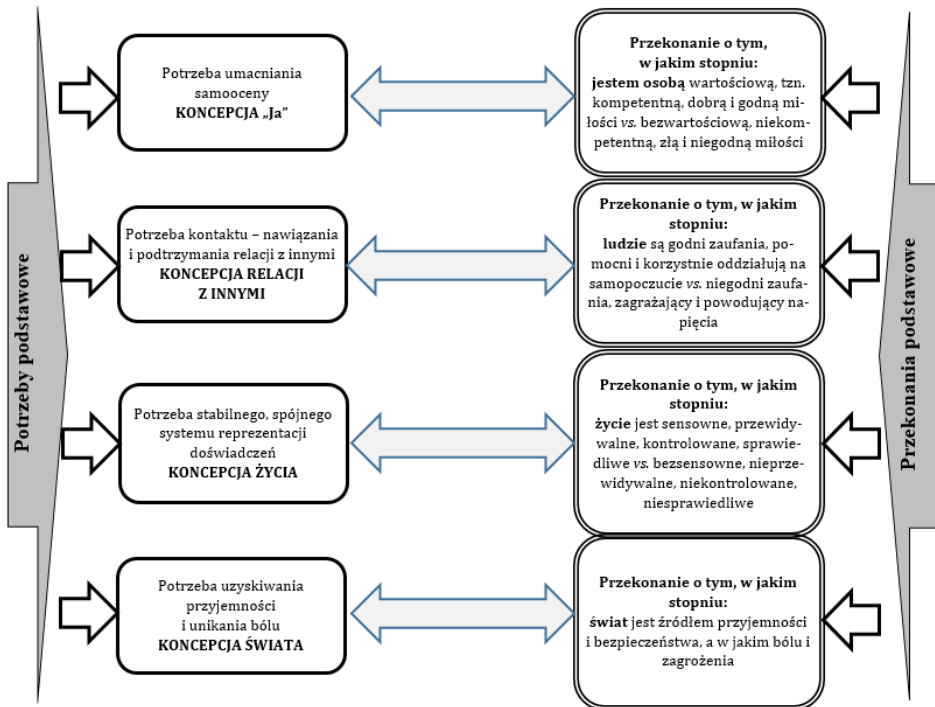 Potrzeby podstawowe
Potrzeba umacniania
samooceny
KONCEPCJA „Ja”
Przekonanie o tym,
w jakim stopniu:
jestem osobą wartościową, tzn.
kompetentną, dobrą i godną mi-
łości vs. bezwartościową, niekom-
petentną, złą i niegodną miłości
Potrzeba kontaktu – nawiązania
i podtrzymania relacji z innymi
KONCEPCJA RELACJI
Z INNYMI
Przekonanie o tym, w jakim
stopniu:
ludzie są godni zaufania, po-
mocni i korzystnie oddziałują na
samopoczucie vs. niegodni zaufa-
nia, zagrażający i powodujący na-
pięcia
Potrzeba stabilnego, spójnego
systemu reprezentacji
doświadczeń
KONCEPCJA ŻYCIA
Przekonanie o tym, w jakim
stopniu:
życie jest sensowne, przewidy-
walne, kontrolowane, sprawie-
dliwe vs. bezsensowne, nieprze-
widywalne, niekontrolowane,
niesprawiedliwe
Potrzeba uzyskiwania
przyjemności
i unikania bólu
KONCEPCJA ŚWIATA
Przekonanie o tym, w jakim
stopniu:
świat jest źródłem przyjemności
i bezpieczeństwa, a w jakim bólu i
zagrożenia
Przekonania podstawowe